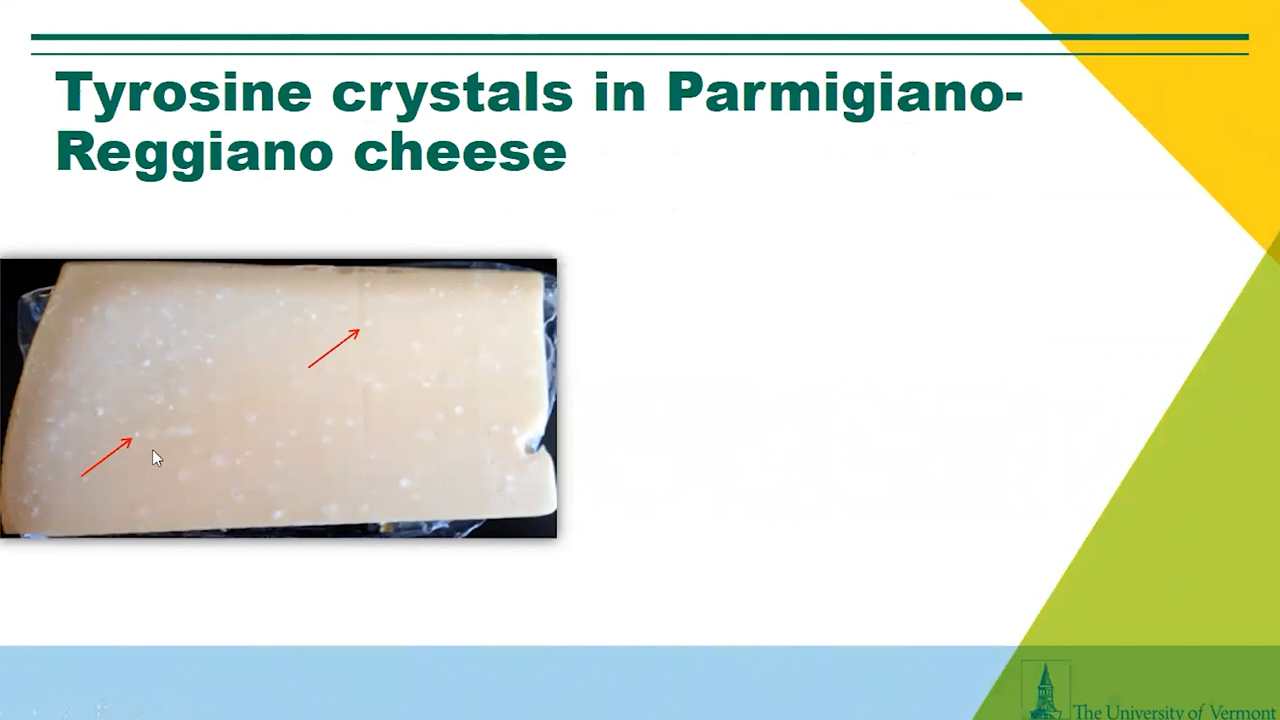 Tyrosine crystals in Parmigiano-
Reggiano cheese
The University of Vermont